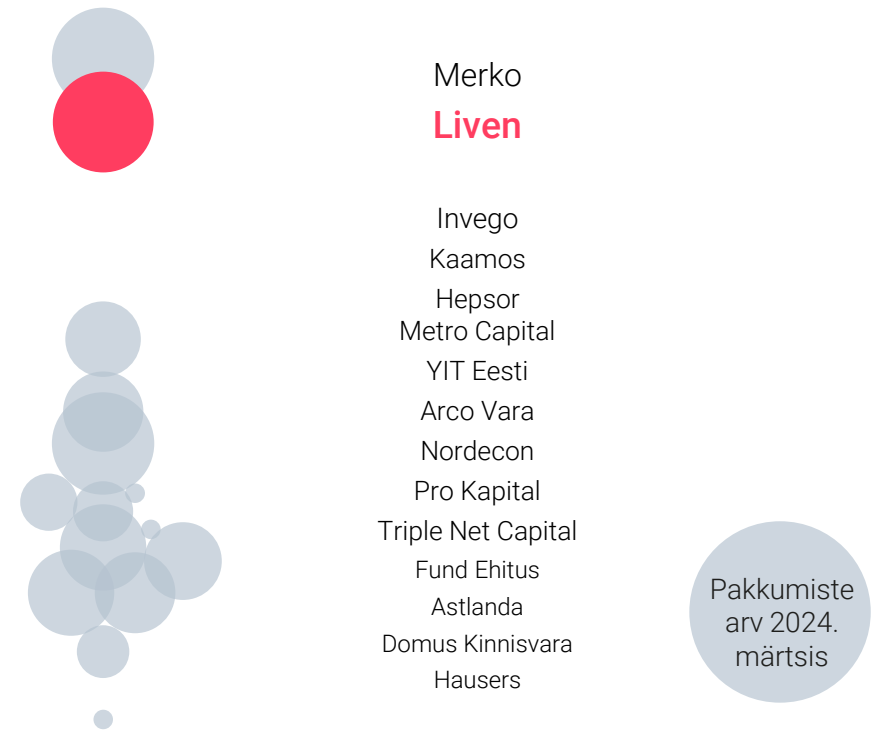 Merko
Liven
Invego
Kaamos
Hepsor
Metro Capital
YIT Eesti
Arco Vara
Nordecon
Pro Kapital
Triple Net Capital
Fund Ehitus
Astlanda
Domus Kinnisvara
Hausers
Pakkumiste
arv 2024.
märtsis